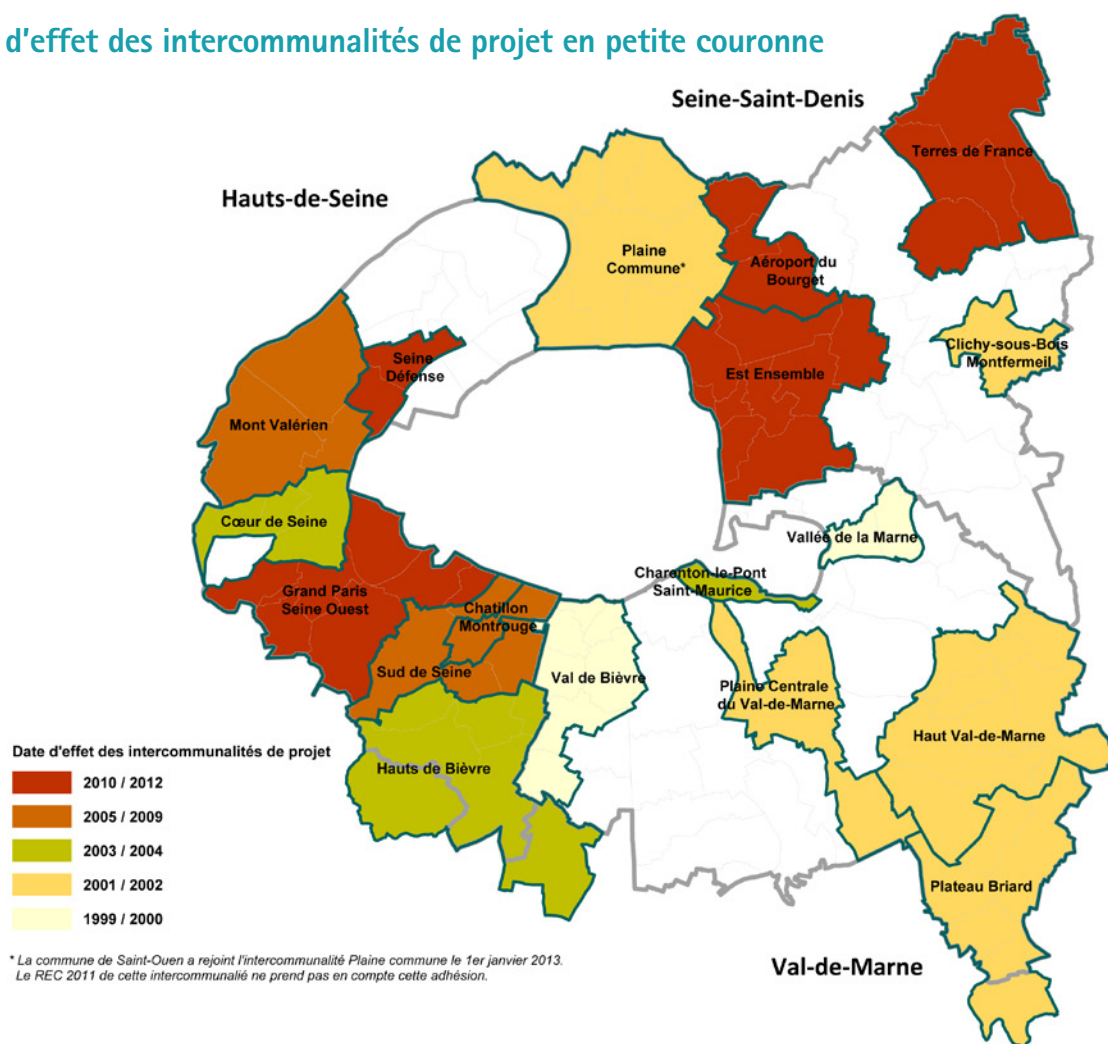 d'effet des intercommunalités de projet en petite couronne
Seine-Saint-Denis
Terres de France
Hauts-de-Seine
Plaine
Commune*
Aéroport du
Bourget
Clichy-sous-Bois
Montfermeil
Seine
Défense
Est Ensemble
Mont Valérien
Cœur de Seine
Vallée de la Marne
Charenton-le-Pont
Saint-Maurice
Grand Paris
Seine Ouest
Chatillon
Montrouge
Sud de Seine
Val de Bièvre
Plaine Centrale
du Val-de-Marne
Haut Val-de-Marne
Hauts de Bièvre
Plateau Briard
Val-de-Marne
Date d'effet des intercommunalités de projet
2010 / 2012
2005 / 2009
2003 / 2004
2001 / 2002
1999 / 2000
* La commune de Saint-Ouen a rejoint l'intercommunalité Plaine commune le 1er janvier 2013.
Le REC 2011 de cette intercommunalié ne prend pas en compte cette adhésion.